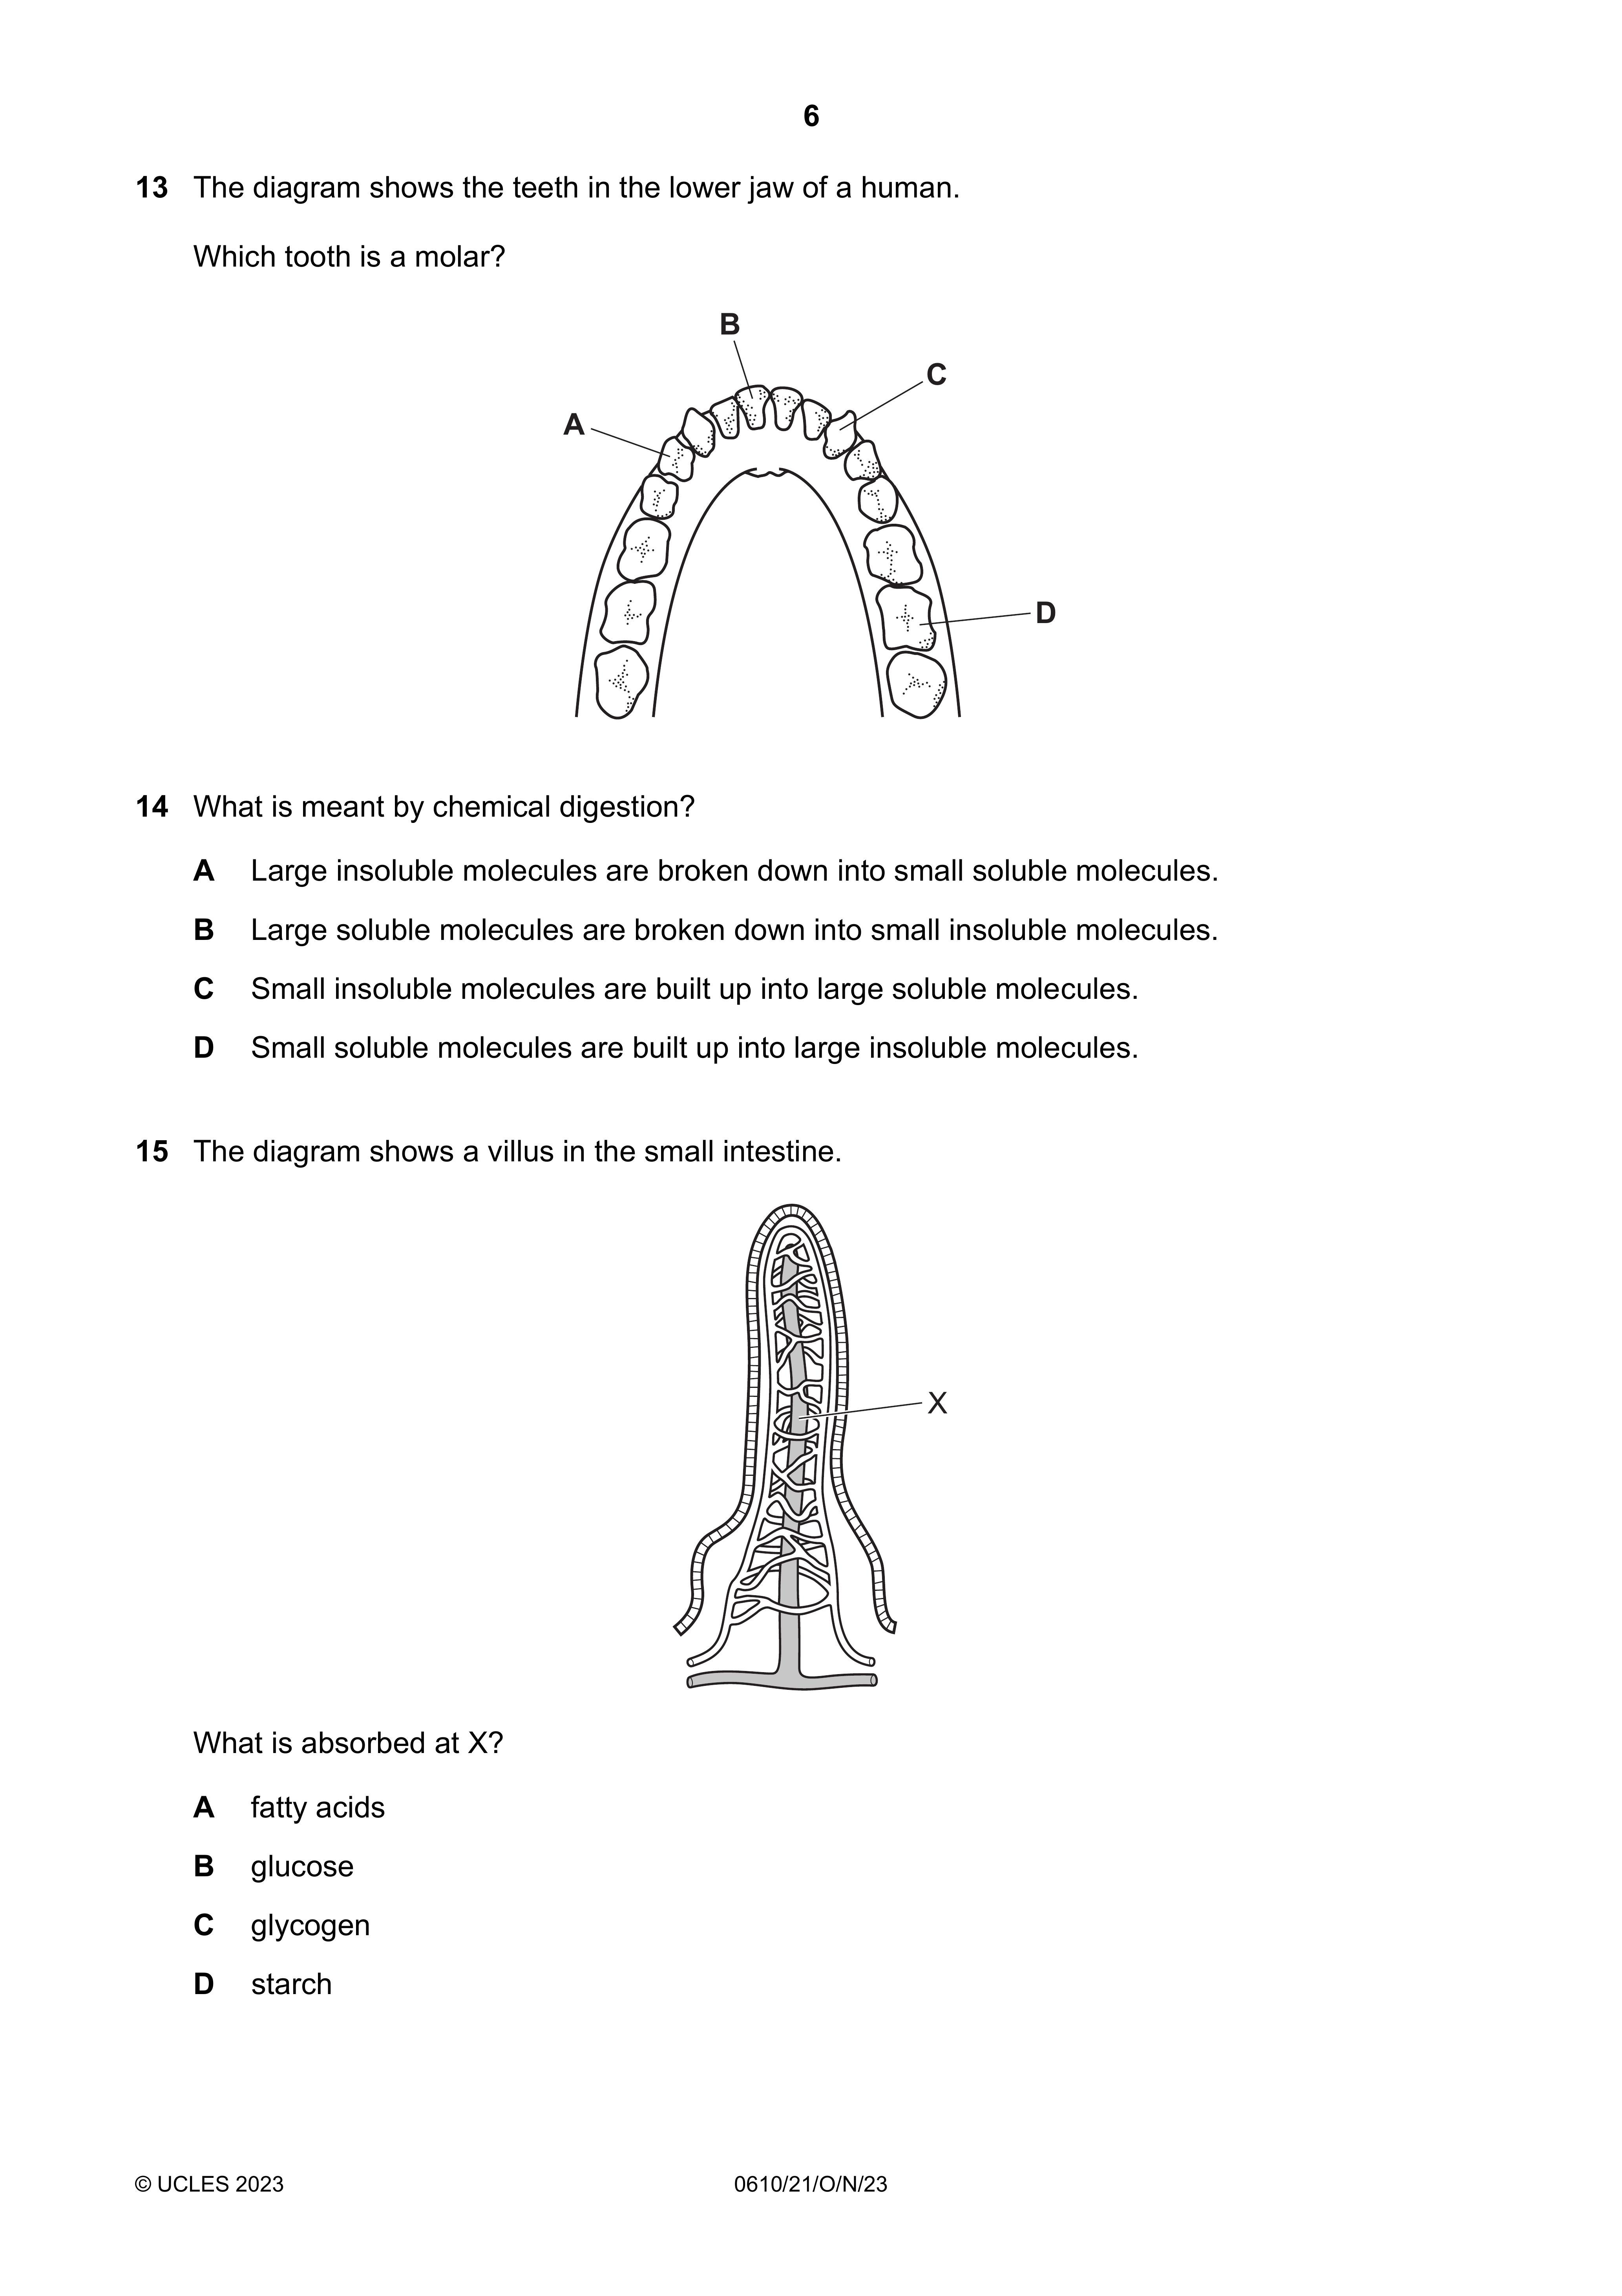 6
13 The diagram shows the teeth in the lower jaw of a human.
Which tooth is a molar?
B
C
A
D
14 What is meant by chemical digestion?
A Large insoluble molecules are broken down into small soluble molecules.
B Large soluble molecules are broken down into small insoluble molecules.
C Small insoluble molecules are built up into large soluble molecules.
D Small soluble molecules are built up into large insoluble molecules.
15 The diagram shows a villus in the small intestine.
X
What is absorbed at X?
A fatty acids
B glucose
C glycogen
D starch
© UCLES 2023 0610/21/O/N/23